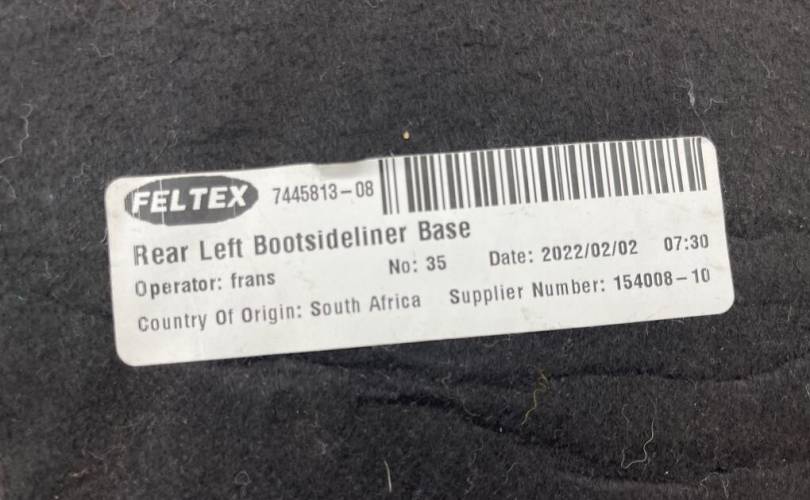 FELTEX 7445813-08
Rear Left Bootsideliner Base
Operator: frans No: 35 Date: 2022/02/02 07:30
Country Of Origin: South Africa Supplier Number: 154008-10